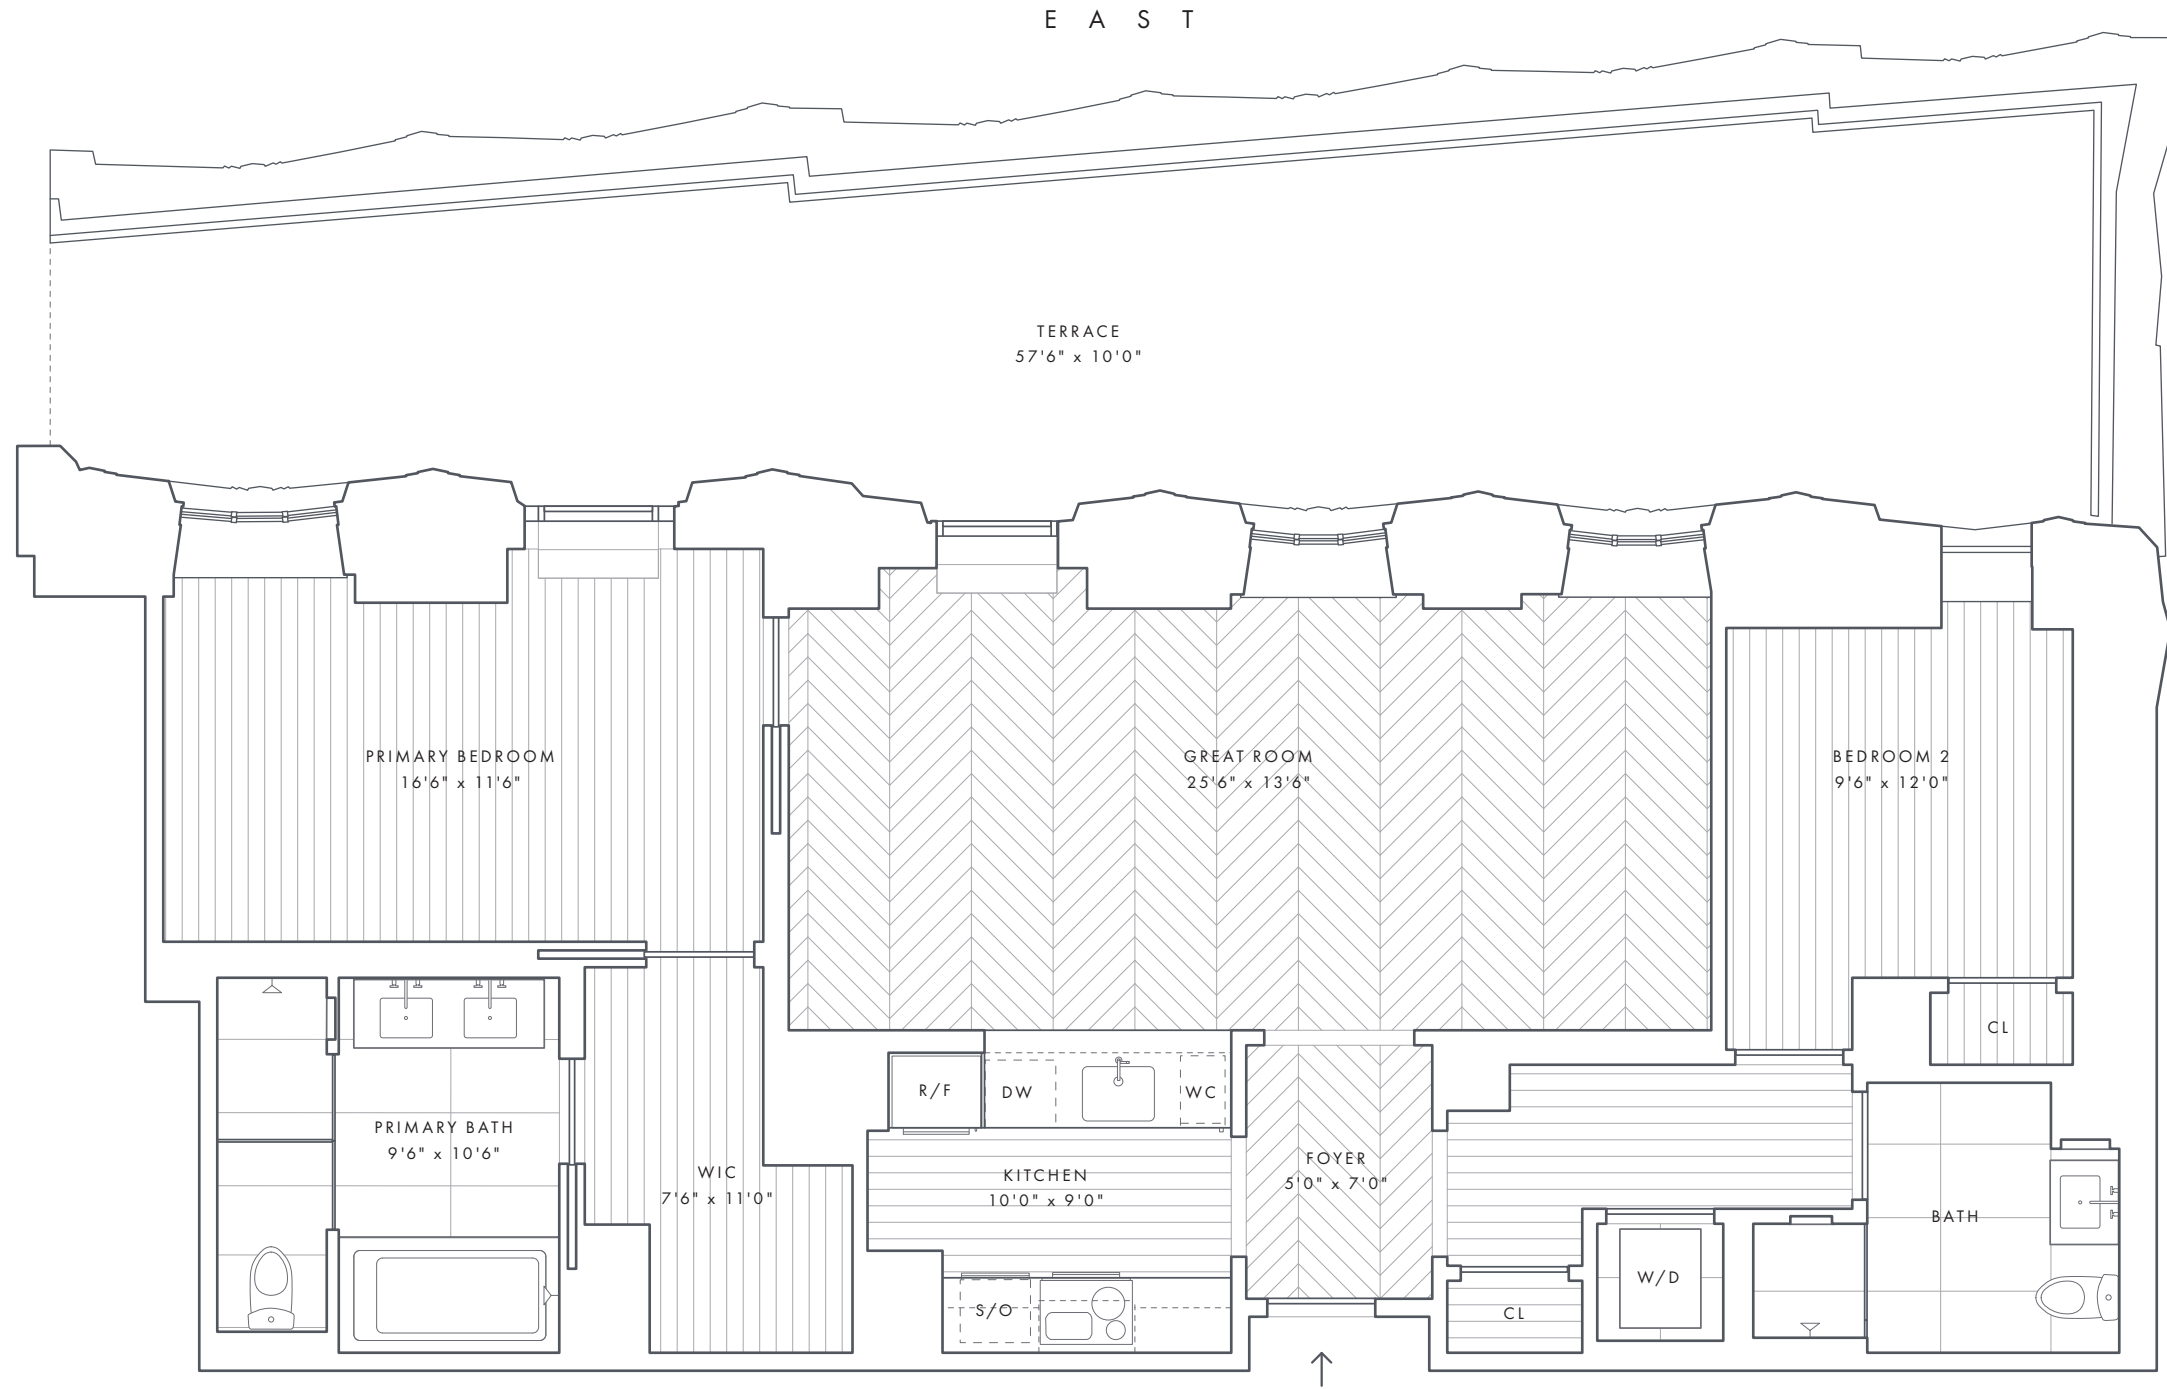 EAST
TERRACE
57'6" x 10'0"
PRIMARY BEDROOM
16'6" x 11'6"
GREAT ROOM
25'6" x 13'6"
BEDROOM 2
9'6" x 12'0"
CL
R/F
DW
WC
PRIMARY BATH
9'6" x 10'6"
WIC
7'6" x 11'0"
KITCHEN
10'0" x 9'0"
FOYER
5'0" x 7'0"
BATH
W/D
S/O
CL